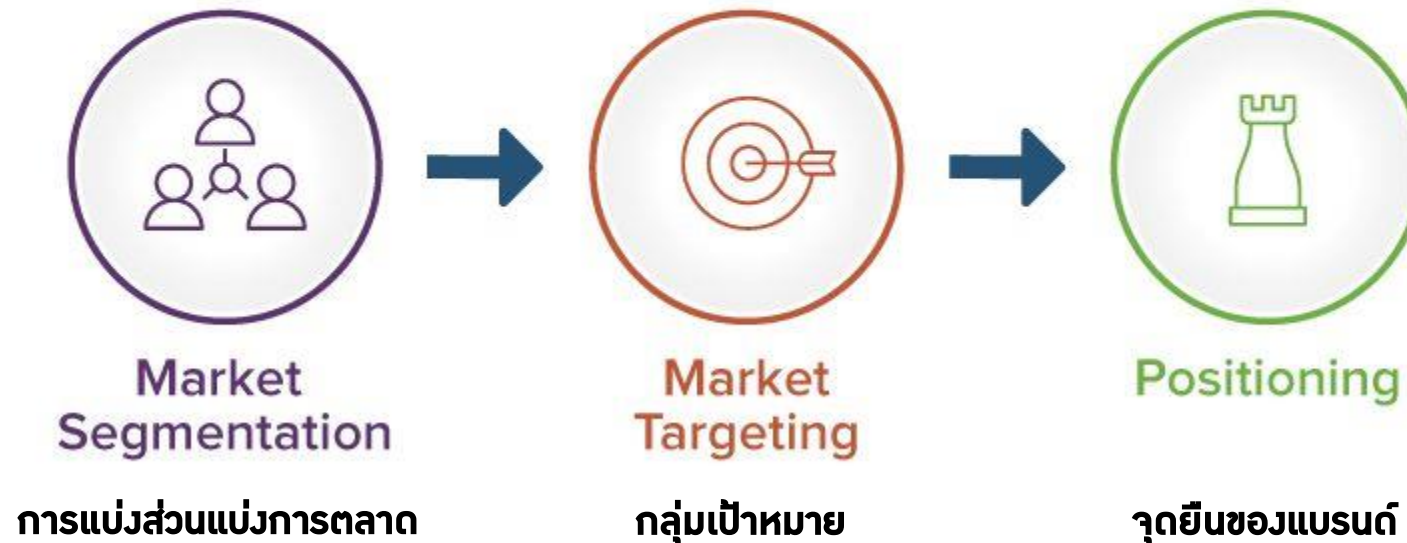 Market
Segmentation
Market
Targeting
Positioning
การแบ่งส่วนแบ่งการตลาด
กลุ่มเป้าหมาย
จุดยืนของแบรนด์